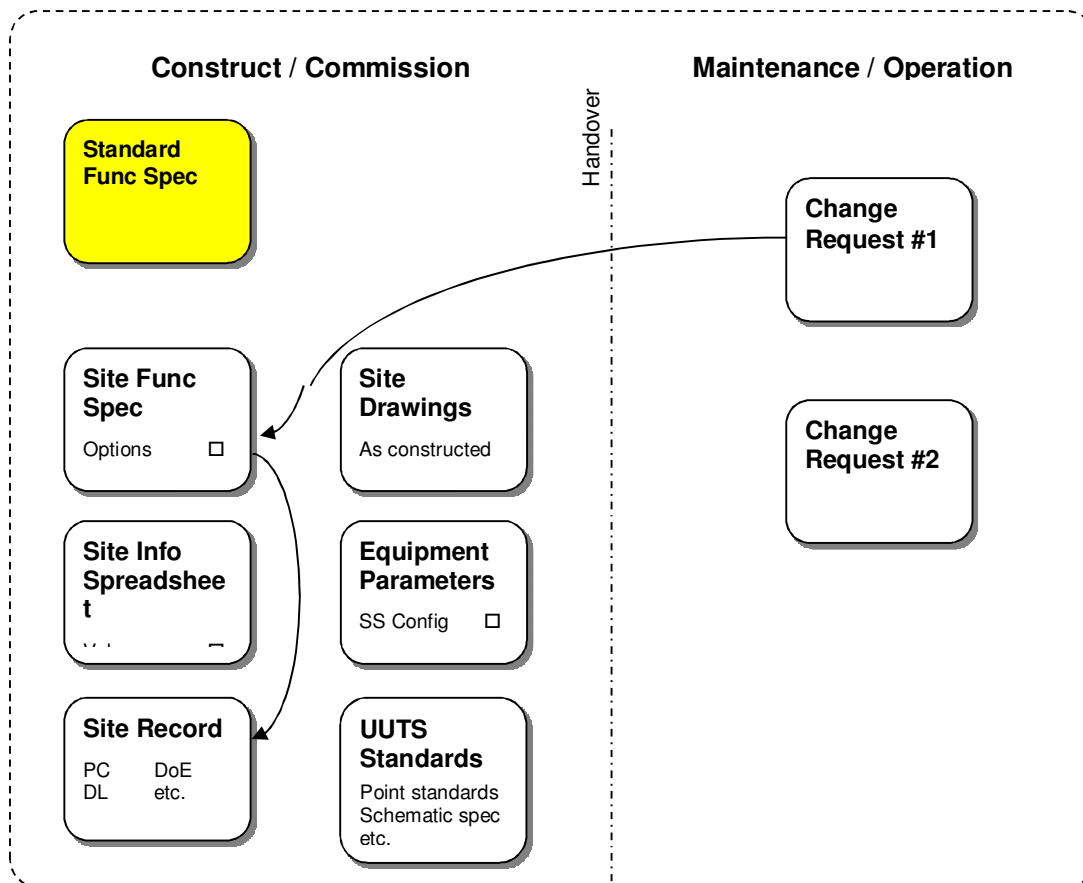 Construct / Commission
Maintenance / Operation
Handover
Standard
Func Spec
Change
Request #1
Site Func
Spec
Options
Site
Drawings
As constructed
Change
Request #2
Site Info
Spreadshee
t
Equipment
Parameters
SS Config
Site Record
PC DoE
DL etc.
UUTS
Standards
Point standards
Schematic spec
etc.